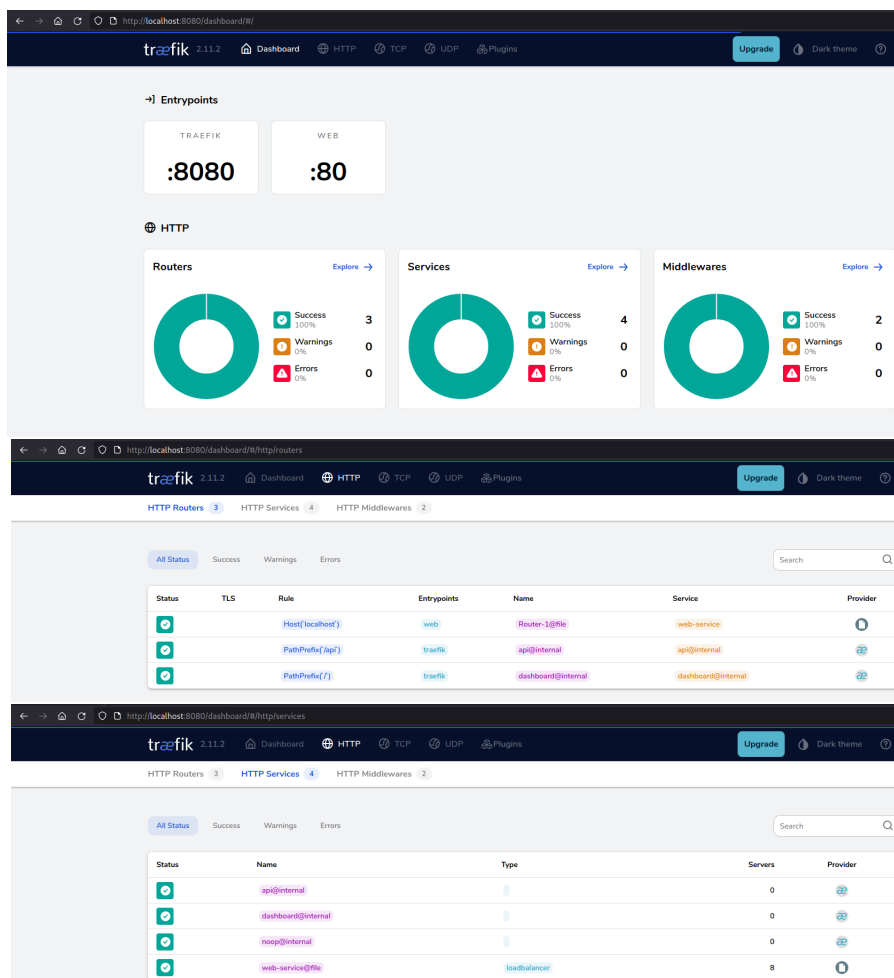 http://localhost:8080/dashboard/#/
træfik 2.11.2 Dashboard HTTP TCP UDP Plugins Upgrade Dark theme
Entrypoints
TRAEFIK WEB
:8080 :80
HTTP
Routers Explore → Services Explore → Middlewares Explore →
Success 3 Success 4 Success 2
100% 100% 100%
Warnings 0 Warnings 0 Warnings 0
0% 0% 0%
Errors 0 Errors 0 Errors 0
0% 0% 0%
http://localhost:8080/dashboard/#/http/routers
træfik 2.11.2 Dashboard HTTP TCP UDP Plugins Upgrade Dark theme
HTTP Routers 3 HTTP Services 4 HTTP Middlewares 2
All Status Success Warnings Errors Search
Status TLS Rule Entrypoints Name Service Provider
Host(`localhost`) web Router-1@file web-service
PathPrefix(`/api`) traefik api@internal api@internal æ
PathPrefix(`/`) traefik dashboard@internal dashboard@internal æ
http://localhost:8080/dashboard/#/http/services
træfik 2.11.2 Dashboard HTTP TCP UDP Plugins Upgrade Dark theme
HTTP Routers 3 HTTP Services 4 HTTP Middlewares 2
All Status Success Warnings Errors Search
Status Name Type Servers Provider
api@internal 0 æ
dashboard@internal 0 æ
noop@internal 0 æ
web-service@file loadbalancer 8